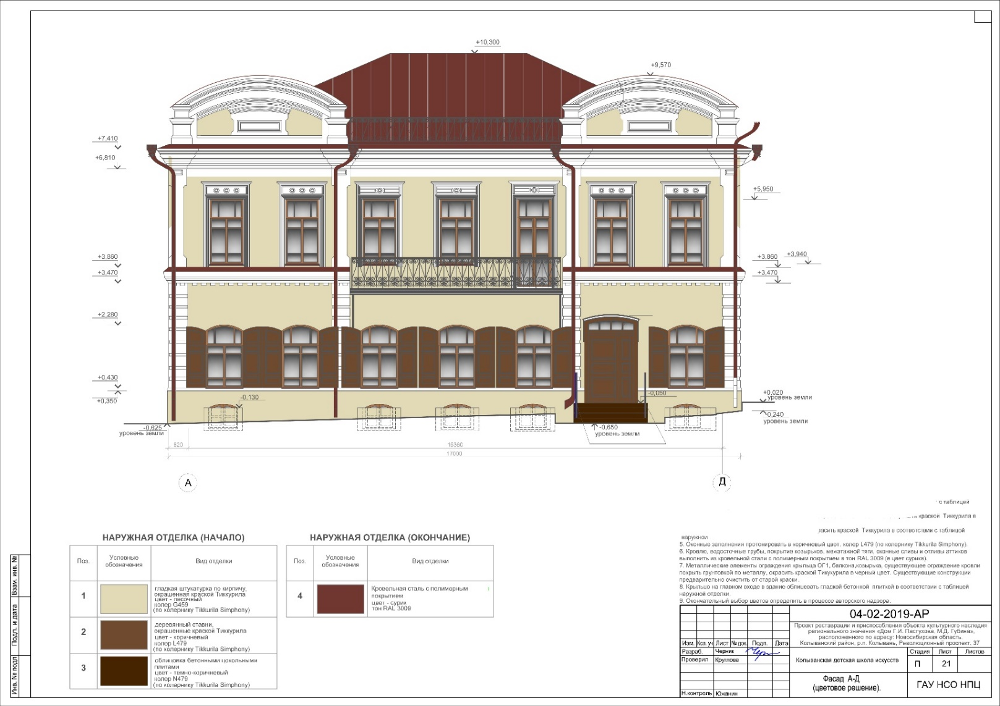 +10,300
+9,570
+7,410
+6,810
+5,950
+3,860
+3,470
+3,860
+3,940
+3,470
+2,280
+0,430
+0,350
-0,130
-0,050
+0,020
уровень земли
-0,240
уровень земли
-0,625
уровень земли
-0,650
уровень земли
820
15360
17000
А
Д
с таблицей
краской Тиккурила в
красить краской Тиккурила в соответствии с таблицей
наружной
5. Оконные заполнения протонировать в коричневый цвет, колер L479 (по колернику Tikkurila Simphony).
6. Кровлю, водосточные трубы, покрытие козырьков, межэтажной тяги, оконные сливы и отливы аттиков
выполнить из кровельной стали с полимерным покрытием в тон RAL 3009 (в цвет сурика).
7. Металлические элементы ограждения крыльца ОГ1, балкона,козырька, существующее ограждение кровли
покрыть грунтовкой по металлу, окрасить краской Тикукурила в черный цвет. Существующие конструкции
предварительно очистить от старой краски.
8. Крыльцо на главном входе в здание облицевать гладкой бетонной плиткой в соответствии с таблицей
наружной отделки.
9. Окончательный выбор цветов определить в процессе авторского надзора.
НАРУЖНАЯ ОТДЕЛКА (НАЧАЛО)
Поз.
Условные
обозначения
Вид отделки
1
гладкая штукатурка по кирпичу,
окрашенная краской Тиккурила
цвет - песочный
колер G459
(по колернику Tikkurila Simphony)
2
деревянный ставни,
окрашенные краской Тиккурила
цвет - коричневый
колер L479
(по колернику Tikkurila Simphony)
3
облицовка бетонными цокольными
плитами
цвет - темно-коричневый
колер N479
(по колернику Tikkurila Simphony)
НАРУЖНАЯ ОТДЕЛКА (ОКОНЧАНИЕ)
Поз.
Условные
обозначения
Вид отделки
4
Кровельная сталь с полимерным
покрытием
цвет - сурик
тон RAL 3009
Взам. инв. №
Подп. и дата
Инв. № подл
04-02-2019-АР
Проект реставрации и приспособления объекта культурного наследия
регионального значения «Дом Г.И. Пастухова, М.Д. Губина»,
расположенного по адресу: Новосибирская область,
Колыванский район, р.п. Колывань, Революционный проспект, 37
Изм. Кол. уч Лист № док. Подп. Дата
Разраб. Черняк
Проверил Круглова
Н.контроль Южанин
Колыванская детская школа искусств
Стадия Лист Листов
П 21
Фасад А-Д
(цветовое решение).
ГАУ НСО НПЦ